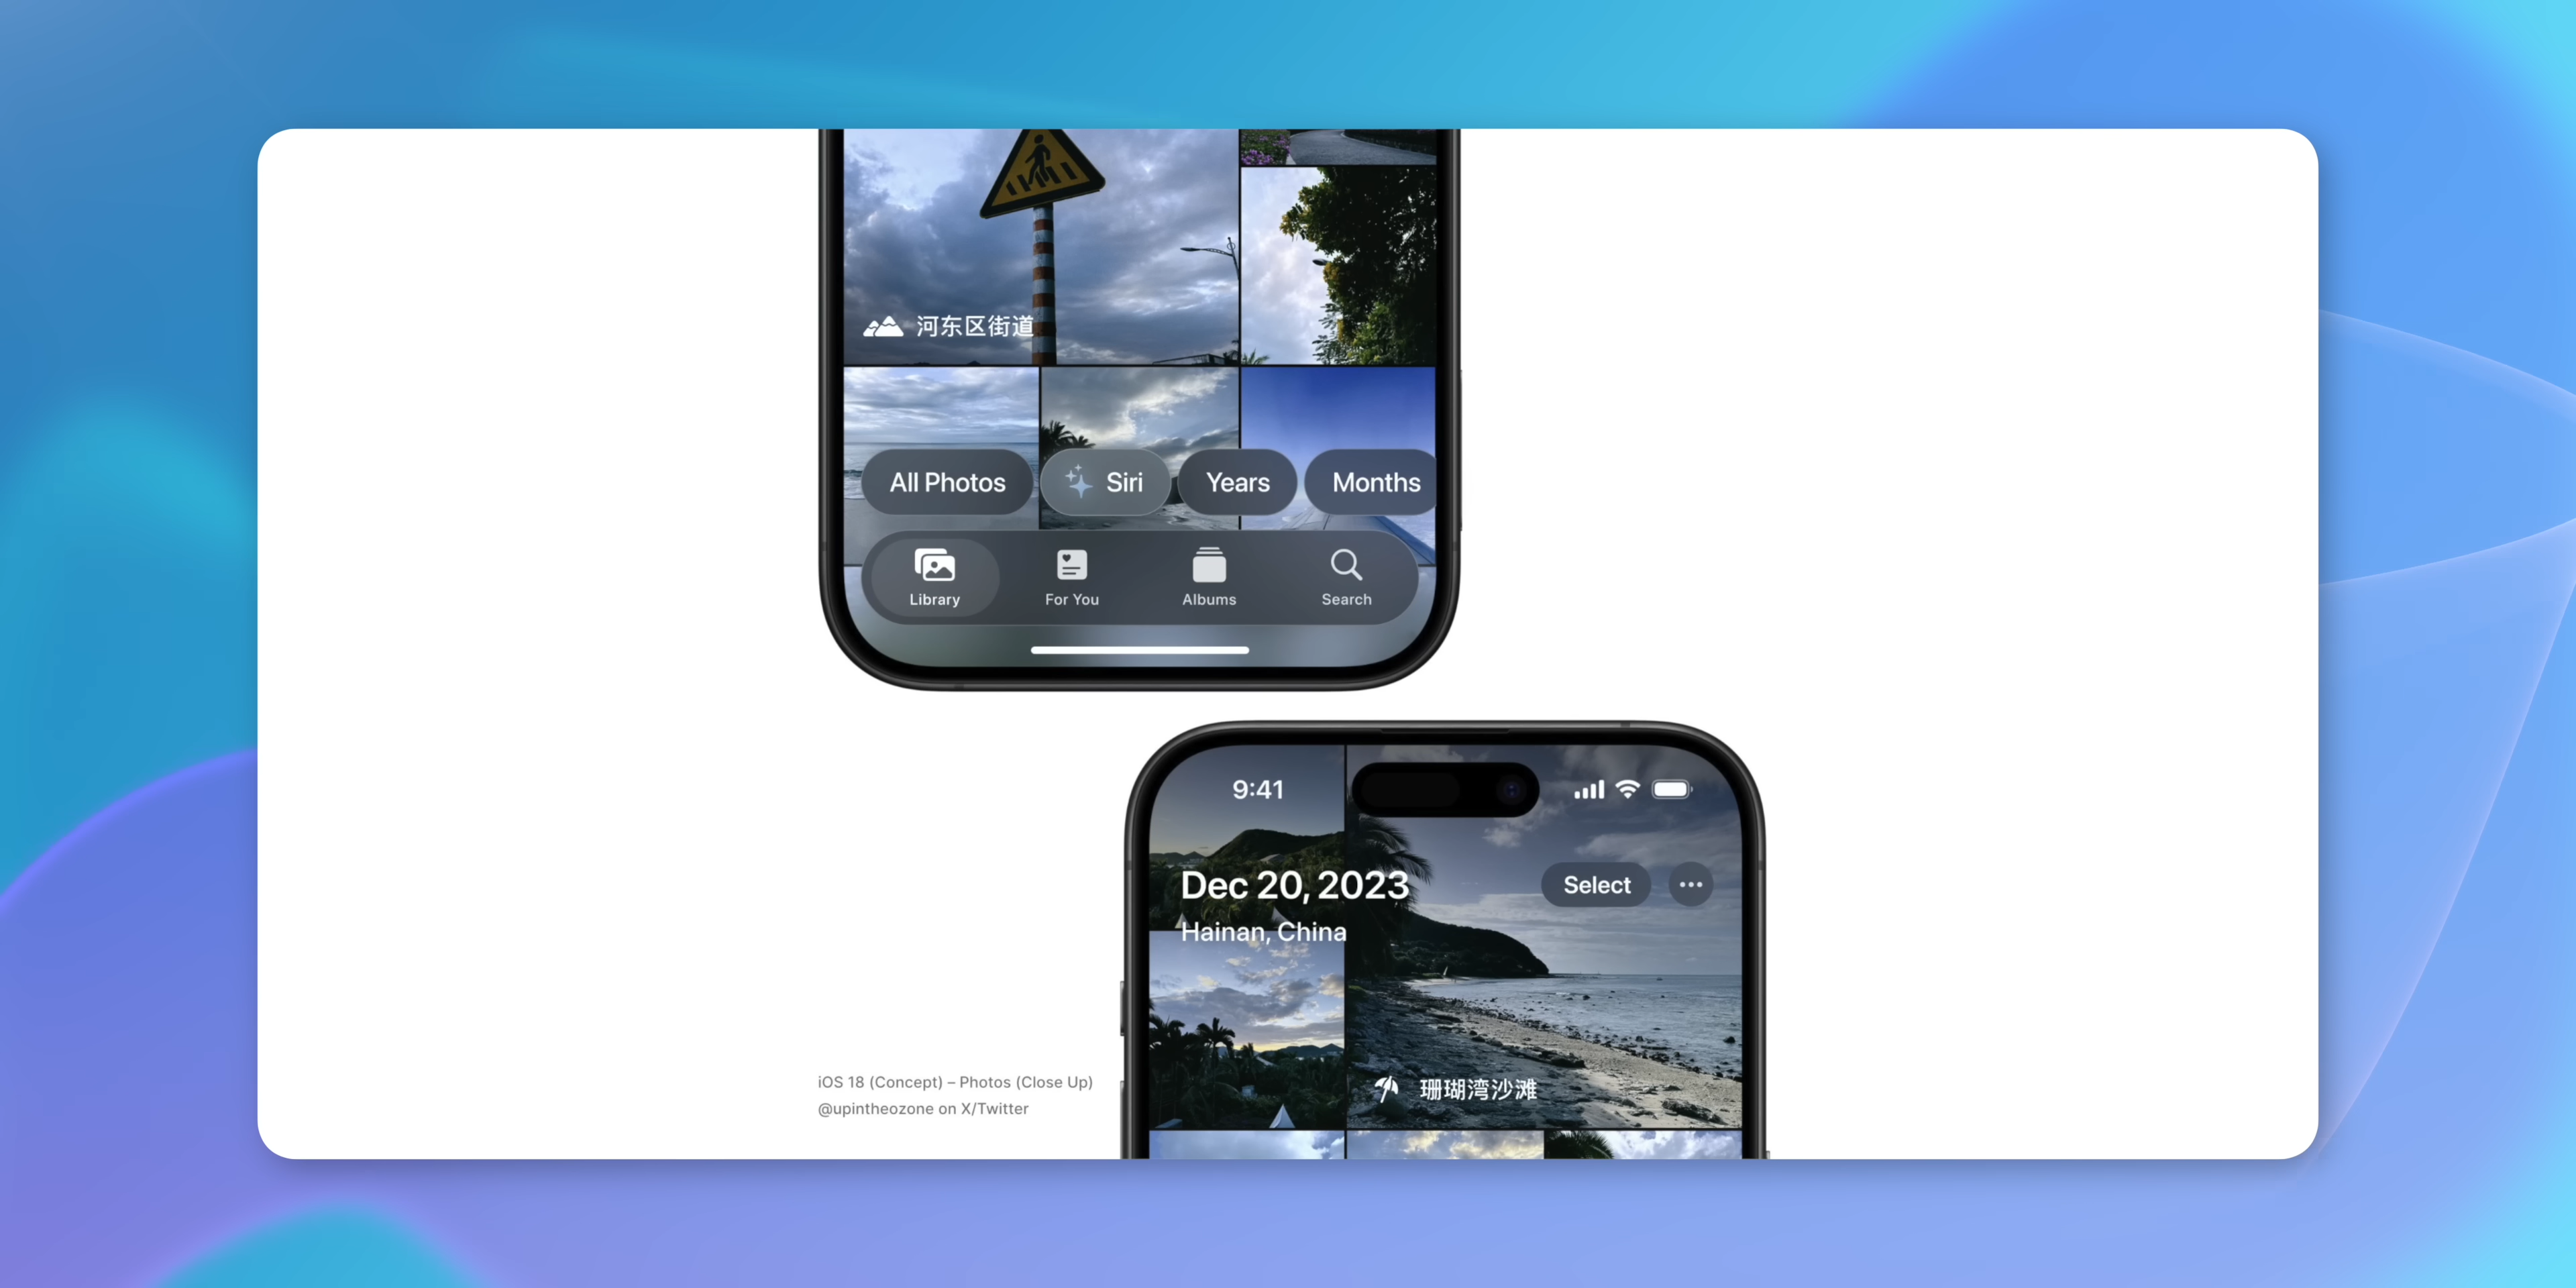 河东区街道
All Photos
Siri
Years
Months
Library
For You
Albums
Search
9:41
Dec 20, 2023
Select
Hainan, China
珊瑚湾沙滩
iOS 18 (Concept) – Photos (Close Up)
@upintheozone on X/Twitter